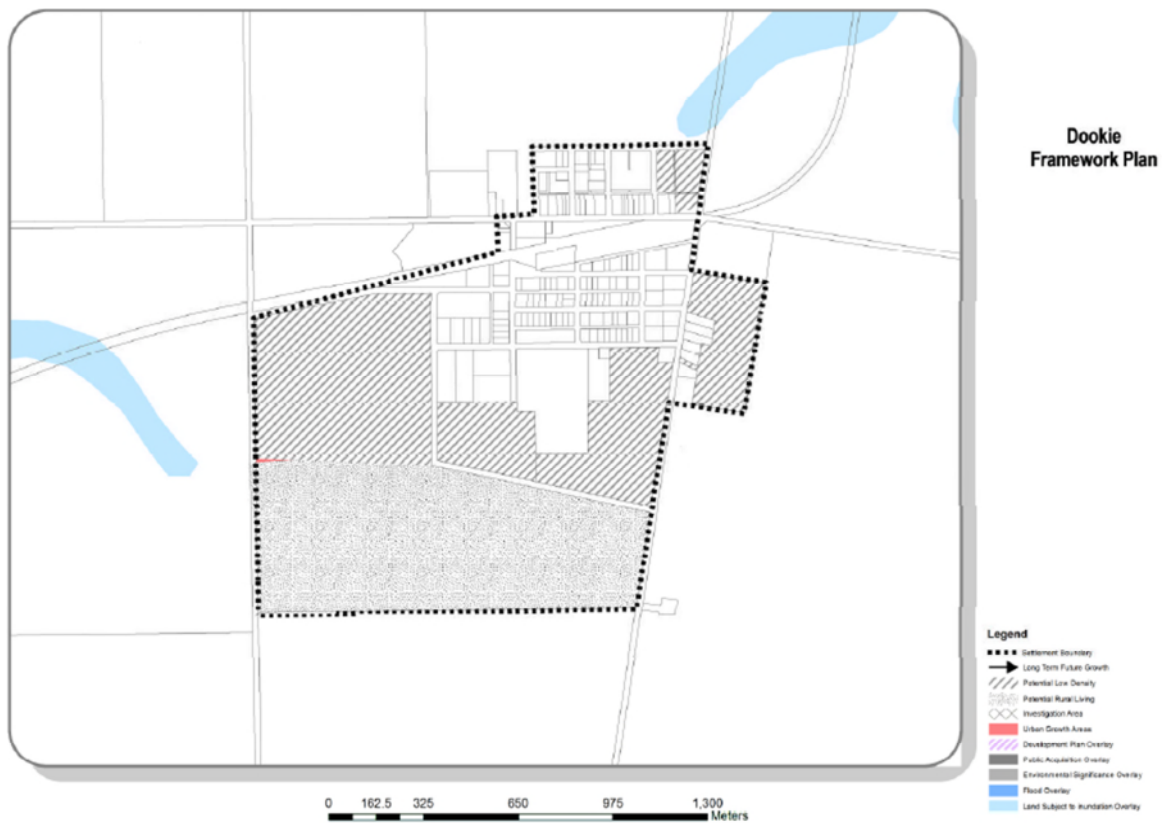 Dookie
Framework Plan
Legend
Settlement Boundary
Long Term Future Growth
Potential Low Density
Potential Rural Living
Investigation Area
Urban Growth Areas
Development Plan Overlay
Public Acquisition Overlay
Environmental Significance Overlay
Flood Overlay
Land Subject to Inundation Overlay
0 162.5 325 650 975 1,300
Meters